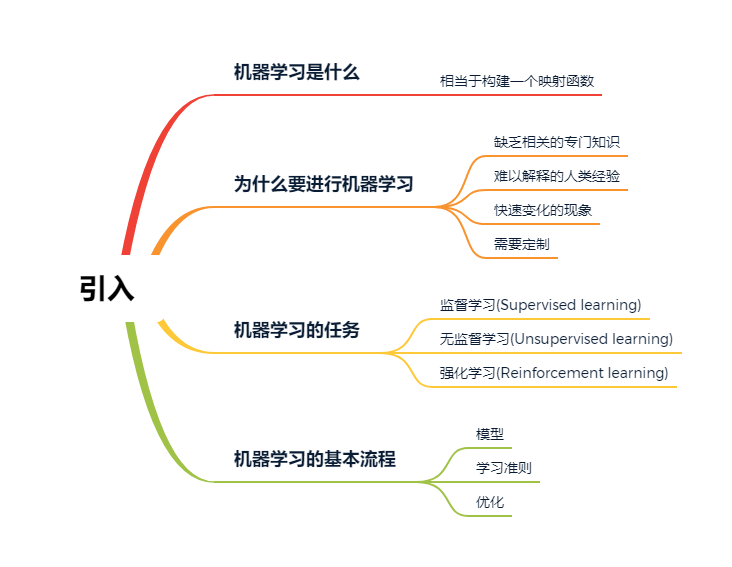 引入
机器学习是什么
相当于构建一个映射函数
为什么要进行机器学习
缺乏相关的专门知识
难以解释的人类经验
快速变化的现象
需要定制
机器学习的任务
监督学习(Supervised learning)
无监督学习(Unsupervised learning)
强化学习(Reinforcement learning)
机器学习的基本流程
模型
学习准则
优化